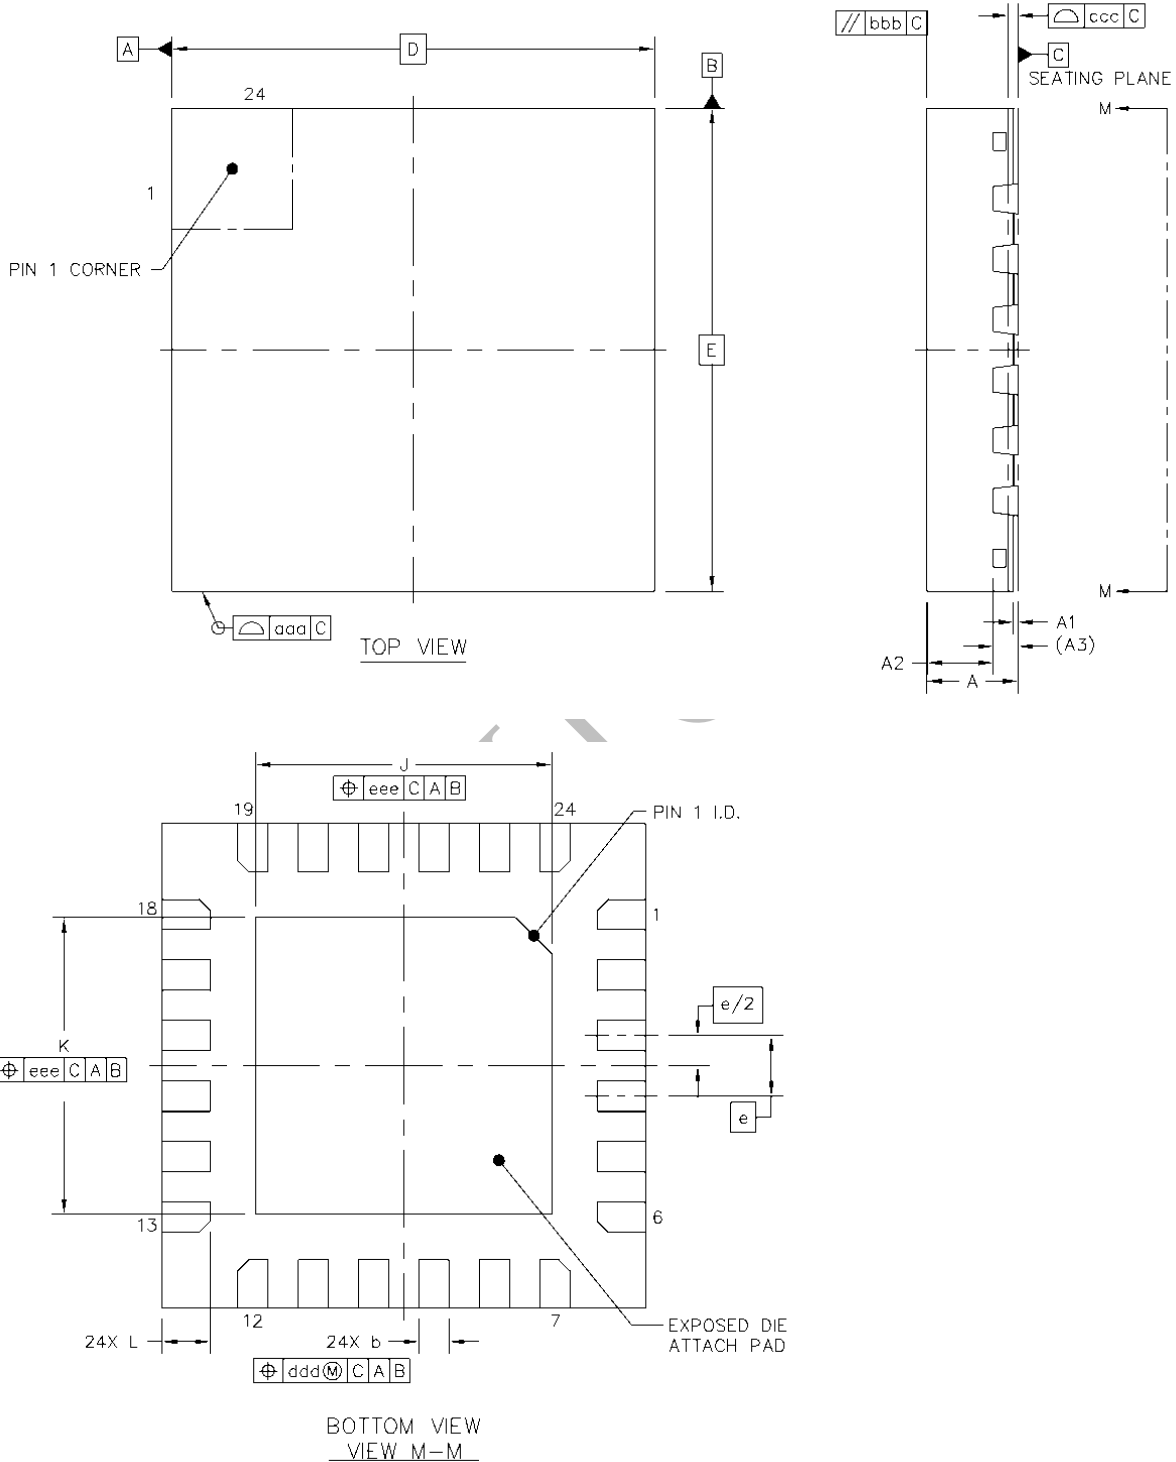 A
D
B
24
1
PIN 1 CORNER
E
⌓ aaa C
TOP VIEW
// bbb C
⌓ ccc C
C
SEATING PLANE
M
M
A1
(A3)
A2
A
J
⌖ eee C A B
19
24
PIN 1 I.D.
18
1
e/2
K
⌖ eee C A B
e
13
6
12
7
24X L
24X b
EXPOSED DIE
ATTACH PAD
⌖ ddd Ⓜ C A B
BOTTOM VIEW
VIEW M-M